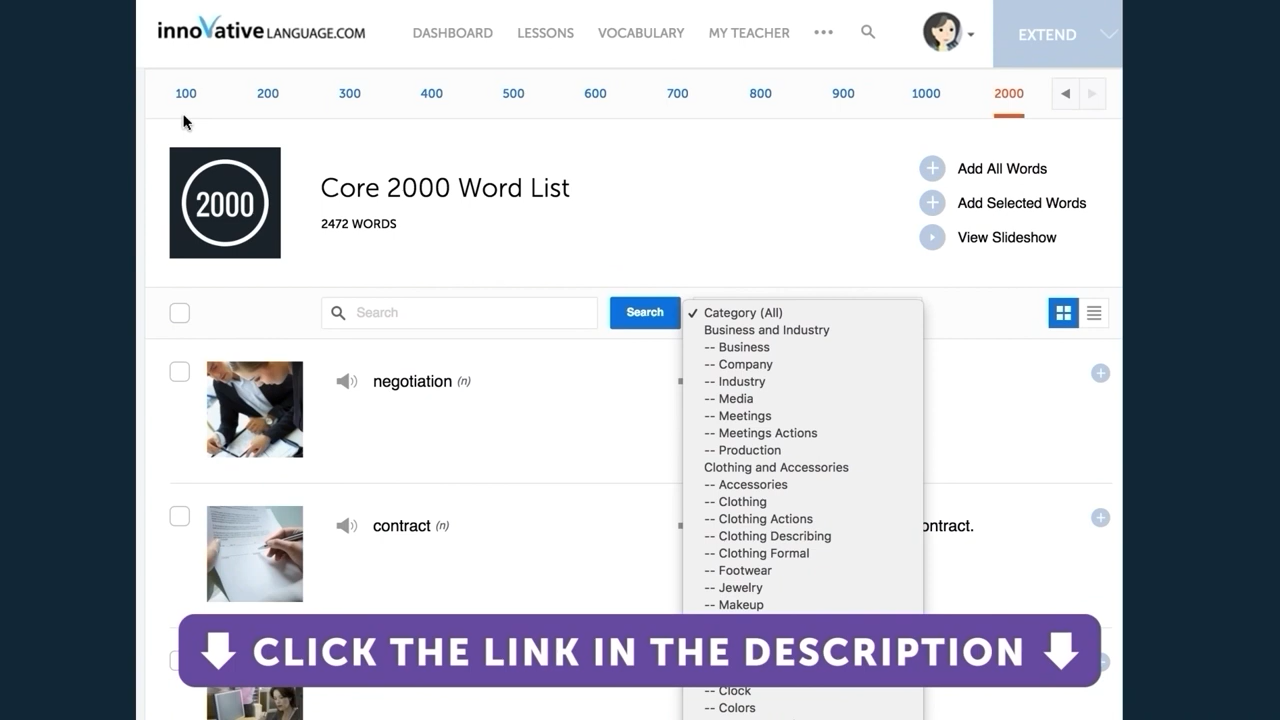 innoVative LANGUAGE.COM
DASHBOARD LESSONS VOCABULARY MY TEACHER EXTEND
100 200 300 400 500 600 700 800 900 1000 2000
2000
Core 2000 Word List
2472 WORDS
Add All Words
Add Selected Words
View Slideshow
Search
Search
✓ Category (All)
Business and Industry
-- Business
-- Company
-- Industry
-- Media
-- Meetings
-- Meetings Actions
-- Production
Clothing and Accessories
-- Accessories
-- Clothing
-- Clothing Actions
-- Clothing Describing
-- Clothing Formal
-- Footwear
-- Jewelry
-- Makeup
-- Clock
-- Colors
negotiation (n)
contract (n)
ontract.
CLICK THE LINK IN THE DESCRIPTION